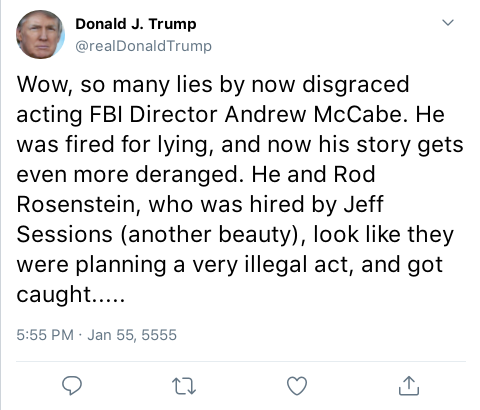 Donald J. Trump
@realDonaldTrump
Wow, so many lies by now disgraced
acting FBI Director Andrew McCabe. He
was fired for lying, and now his story gets
even more deranged. He and Rod
Rosenstein, who was hired by Jeff
Sessions (another beauty), look like they
were planning a very illegal act, and got
caught.....
5:55 PM · Jan 55, 5555